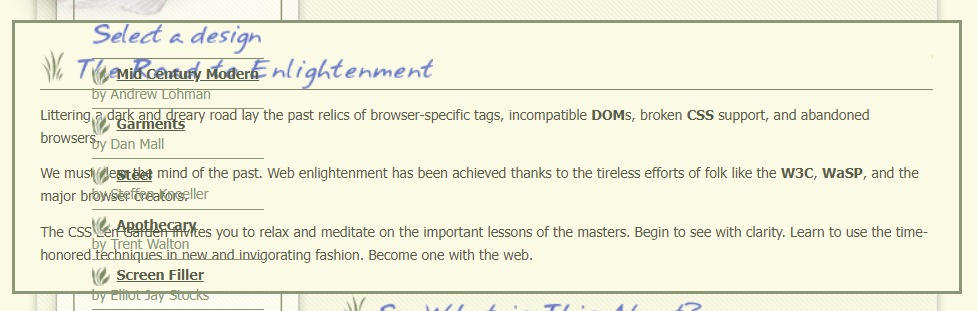 Select a design
The Road to Enlightenment
Mid Century Modern
by Andrew Lohman
Littering a dark and dreary road lay the past relics of browser-specific tags, incompatible DOMs, broken CSS support, and abandoned
browsers.
Garments
by Dan Mall
We must clear the mind of the past. Web enlightenment has been achieved thanks to the tireless efforts of folk like the W3C, WaSP, and the
major browser creators.
Steel
by Steffen Knoeller
Apothecary
by Trent Walton
The CSS Zen Garden invites you to relax and meditate on the important lessons of the masters. Begin to see with clarity. Learn to use the time-
honored techniques in new and invigorating fashion. Become one with the web.
Screen Filler
by Elliot Jay Stocks
So What is This About?